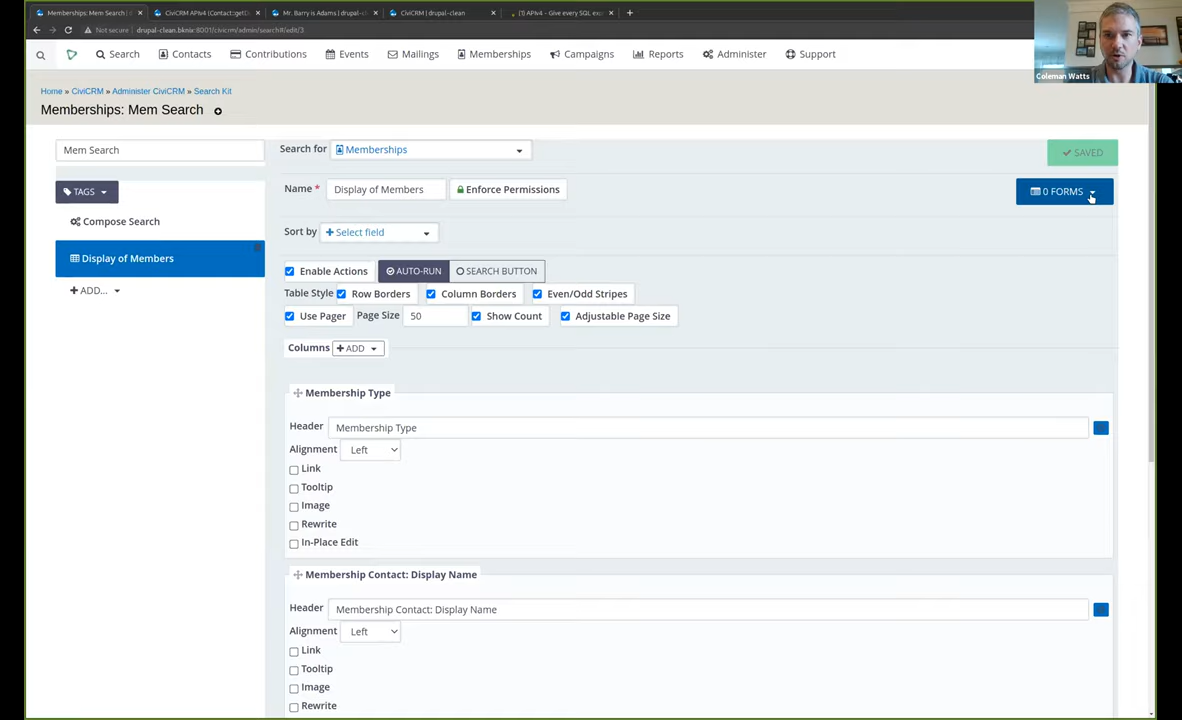 Memberships: Mem Search |
CiviCRM APIv4 (Contact::getD
Mr. Barry is Adams | drupal-c
CiviCRM | drupal-clean
(1) APIv4 - Give every SQL ex
Not secure drupal-clean.bknix:8001/civicrm/admin/search#/edit/3
Search Contacts Contributions Events Mailings Memberships Campaigns Reports Administer Support
Coleman Watts
Home » CiviCRM » Administer CiviCRM » Search Kit
Memberships: Mem Search
Mem Search
Search for Memberships
SAVED
TAGS
Name * Display of Members Enforce Permissions
0 FORMS
Compose Search
Sort by + Select field
Display of Members
Enable Actions AUTO-RUN SEARCH BUTTON
+ ADD...
Table Style Row Borders Column Borders Even/Odd Stripes
Use Pager Page Size 50 Show Count Adjustable Page Size
Columns + ADD
Membership Type
Header Membership Type
Alignment Left
Link
Tooltip
Image
Rewrite
In-Place Edit
Membership Contact: Display Name
Header Membership Contact: Display Name
Alignment Left
Link
Tooltip
Image
Rewrite